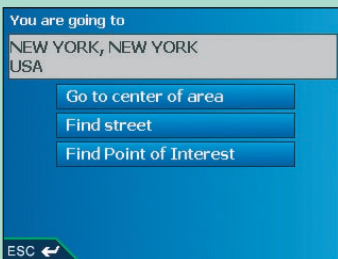 You are going to
NEW YORK, NEW YORK
USA
Go to center of area
Find street
Find Point of Interest
ESC